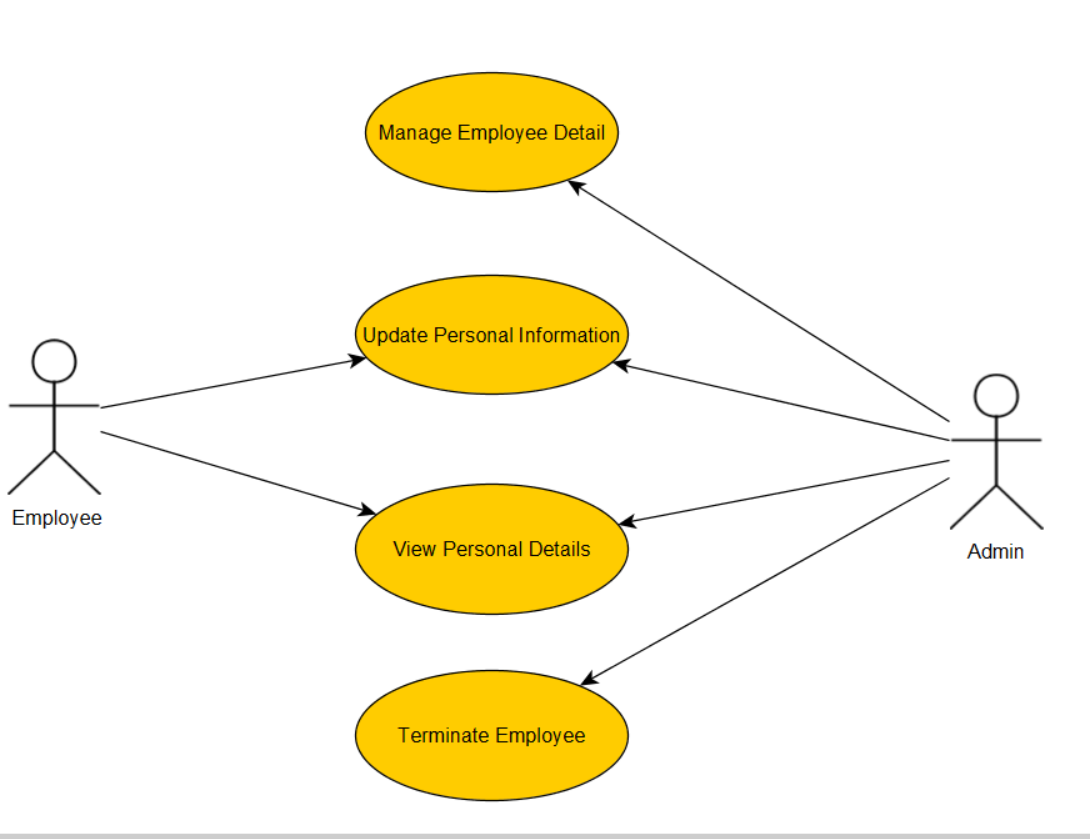 Manage Employee Detail
Update Personal Information
Employee
View Personal Details
Admin
Terminate Employee